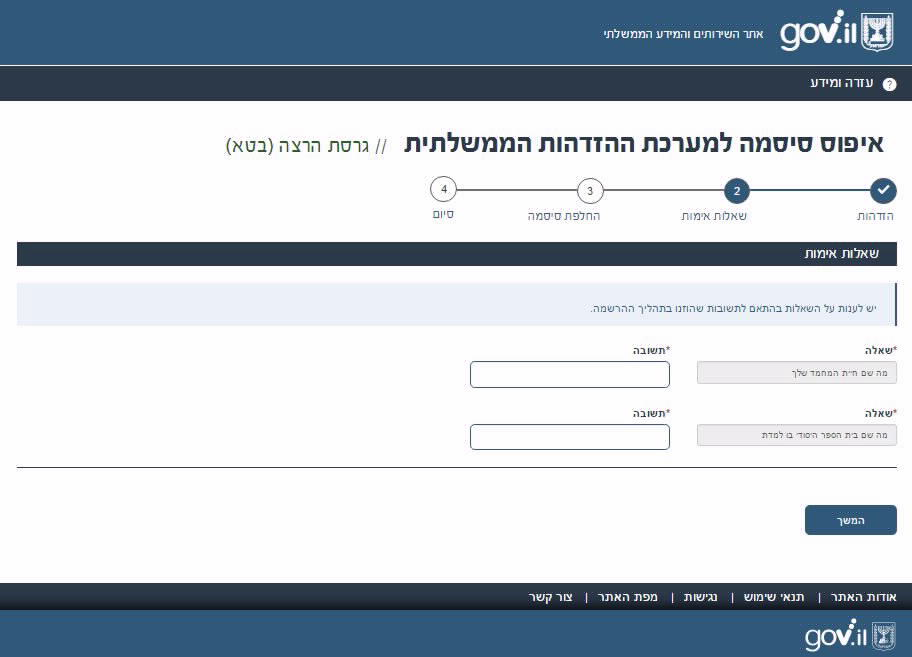 gov.il
אתר השירותים והמידע הממשלתי
עזרה ומידע
איפוס סיסמה למערכת ההזדהות הממשלתית // גרסת הרצה (בטא)
2 3 4
הזדהות שאלות אימות החלפת סיסמה סיום
שאלות אימות
יש לענות על השאלות בהתאם לתשובות שהוזנו בתהליך ההרשמה.
*שאלה *תשובה
מה שם חיית המחמד שלך
*שאלה *תשובה
מה שם בית הספר היסודי בו למדת
המשך
אודות האתר | תנאי שימוש | נגישות | מפת האתר | צור קשר
gov.il